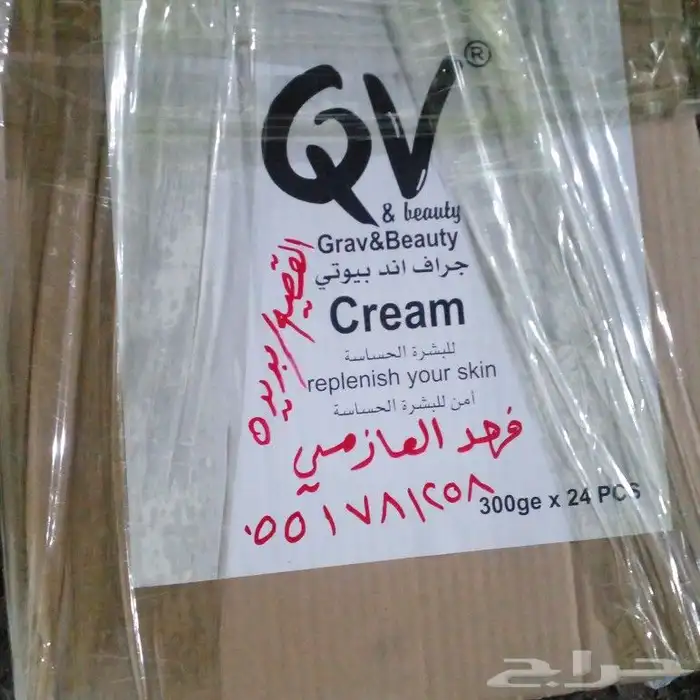 QV®
& beauty
Grav&Beauty
جراف اند بيوتي
Cream
للبشرة الحساسة
replenish your skin
امن للبشرة الحساسة
القصيم/بريده
فهد العازمي
٠٥٥١٧٨١٢٥٨
300ge x 24 PCS
حراج